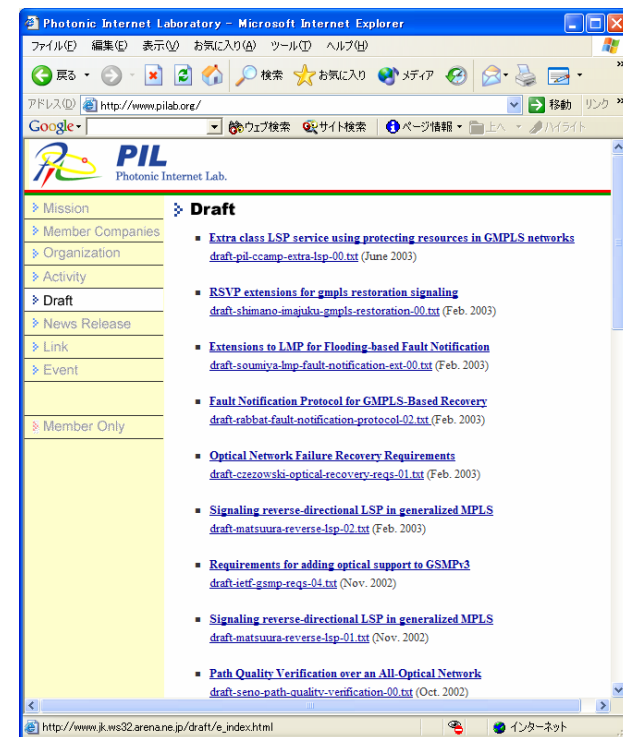 Photonic Internet Laboratory - Microsoft Internet Explorer
ファイル(F) 編集(E) 表示(V) お気に入り(A) ツール(T) ヘルプ(H)
戻る 検索 お気に入り メディア
アドレス(D) http://www.pilab.org/ 移動 リンク »
Google ウェブ検索 サイト検索 ページ情報 上へ ハイライト
PIL
Photonic Internet Lab.
Mission
Member Companies
Organization
Activity
Draft
News Release
Link
Event
Member Only
Draft
Extra class LSP service using protecting resources in GMPLS networks
draft-pil-ccamp-extra-lsp-00.txt (June 2003)
RSVP extensions for gmpls restoration signaling
draft-shimano-imajuku-gmpls-restoration-00.txt (Feb. 2003)
Extensions to LMP for Flooding-based Fault Notification
draft-soumiya-lmp-fault-notification-ext-00.txt (Feb. 2003)
Fault Notification Protocol for GMPLS-Based Recovery
draft-rabbat-fault-notification-protocol-02.txt (Feb. 2003)
Optical Network Failure Recovery Requirements
draft-czezowski-optical-recovery-reqs-01.txt (Feb. 2003)
Signaling reverse-directional LSP in generalized MPLS
draft-matsuura-reverse-lsp-02.txt (Feb. 2003)
Requirements for adding optical support to GSMPv3
draft-ietf-gsmp-reqs-04.txt (Nov. 2002)
Signaling reverse-directional LSP in generalized MPLS
draft-matsuura-reverse-lsp-01.txt (Nov. 2002)
Path Quality Verification over an All-Optical Network
draft-seno-path-quality-verification-00.txt (Oct. 2002)
http://www.jk.ws32.arena.ne.jp/draft/e_index.html インターネット